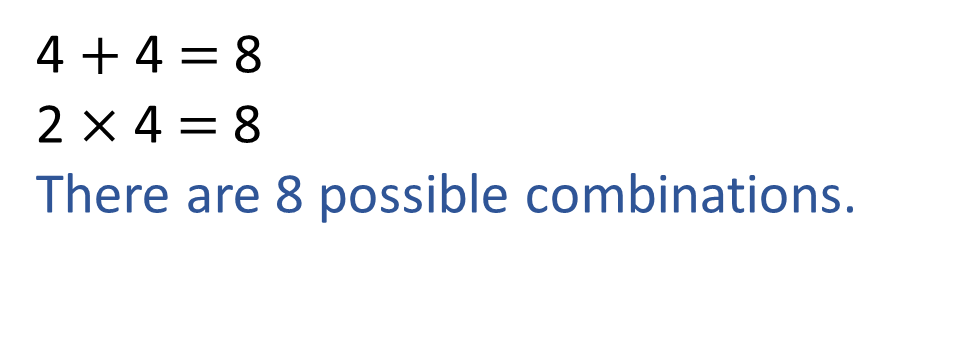 4 + 4 = 8
2 × 4 = 8
There are 8 possible combinations.